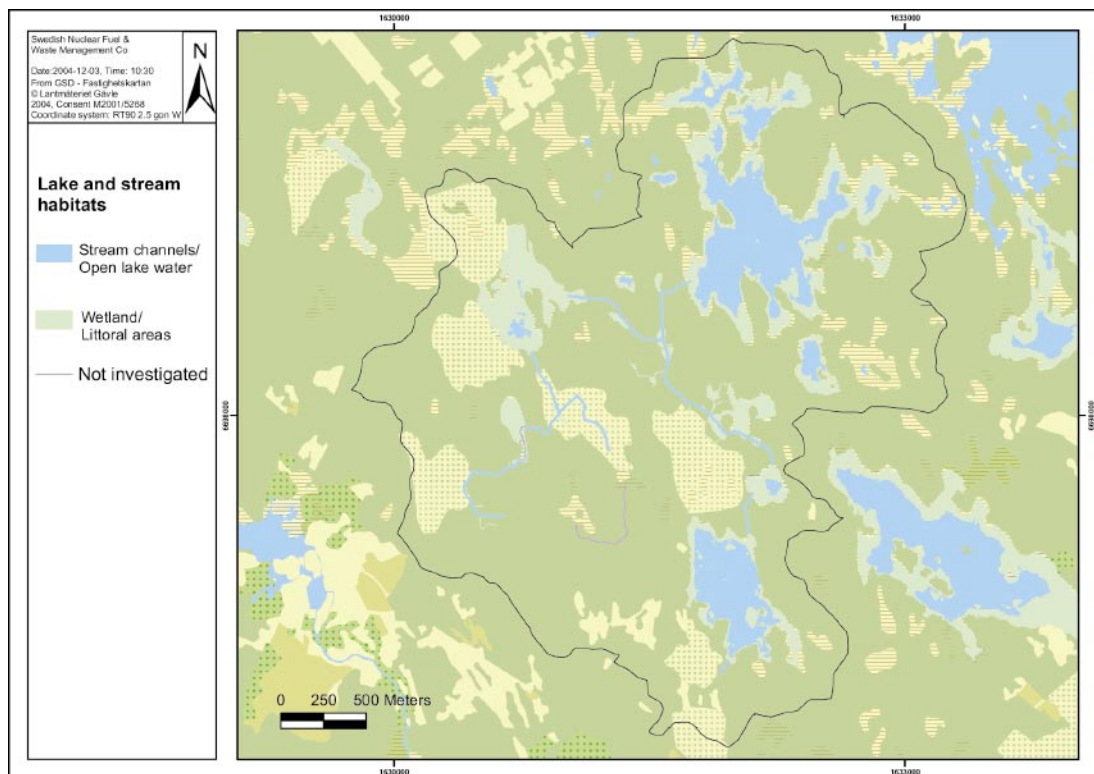 Swedish Nuclear Fuel &
Waste Management Co
Date:2004-12-03, Time: 10:30
From GSD - Fastighetskartan
© Lantmäteriet Gävle
2004, Consent M2001/5268
Coordinate system: RT90 2.5 gon W
N
Lake and stream
habitats
Stream channels/
Open lake water
Wetland/
Littoral areas
Not investigated
1630000
1633000
6698000
6698000
0 250 500 Meters
1630000
1633000